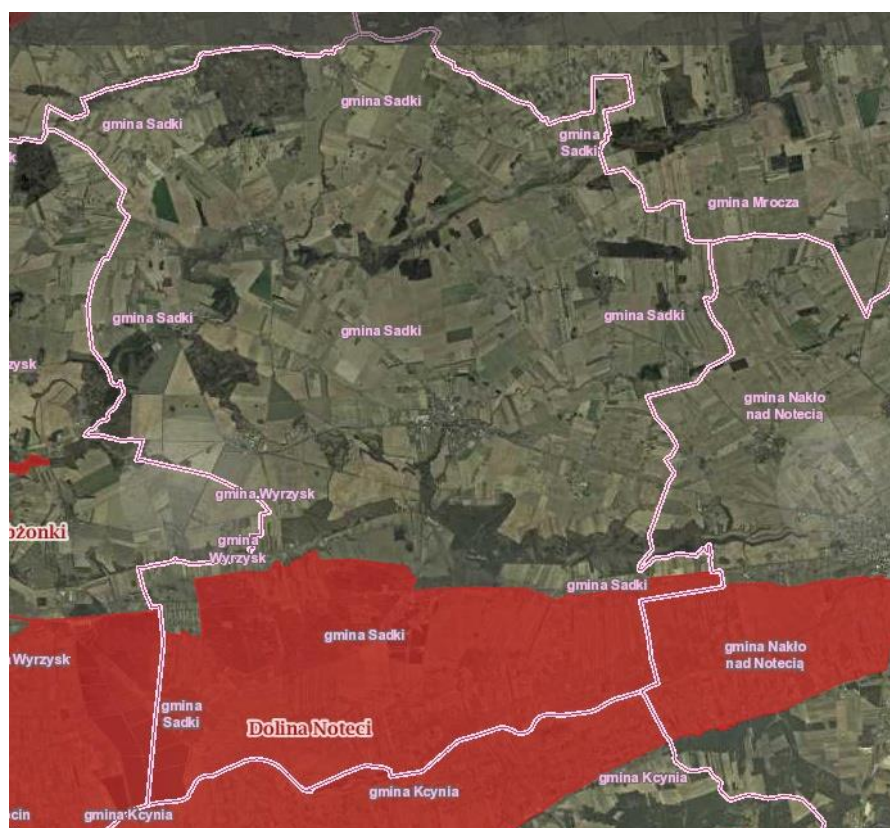 gmina Sadki
gmina Sadki
gmina
Sadki
gmina Mrocza
gmina Sadki
gmina Sadki
gmina Sadki
zysk
gmina Nakło
nad Notecią
gmina Wyrzysk
ożonki
gmina
Wyrzysk
gmina Sadki
gmina Sadki
gmina Nakło
nad Notecią
a Wyrzysk
gmina
Sadki
Dolina Noteci
gmina Kcynia
gmina Kcynia
ocin
gmina Kcynia